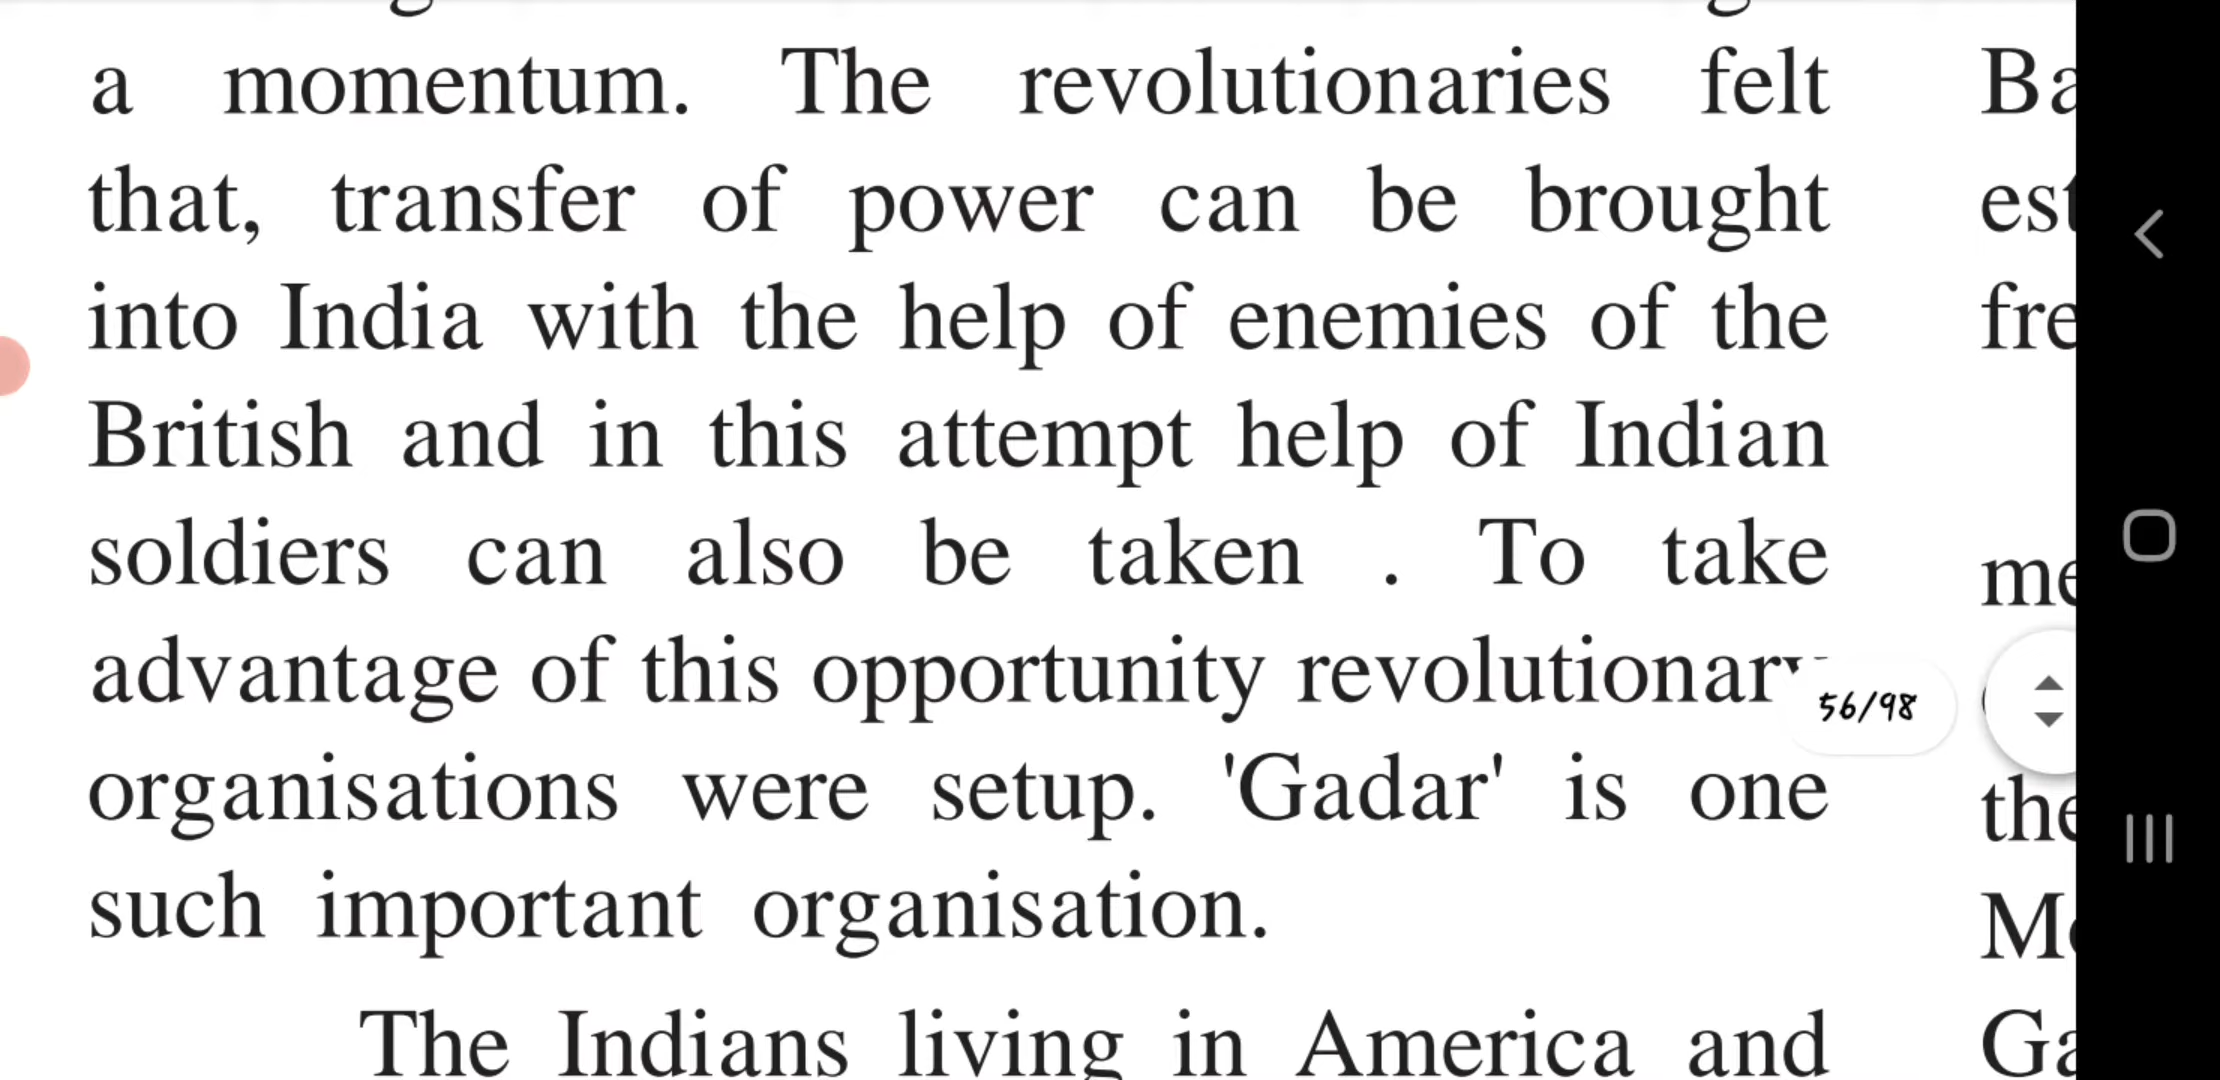 a momentum. The revolutionaries felt
that, transfer of power can be brought
into India with the help of enemies of the
British and in this attempt help of Indian
soldiers can also be taken . To take
advantage of this opportunity revolutionary
organisations were setup. 'Gadar' is one
such important organisation.
The Indians living in America and
56/98